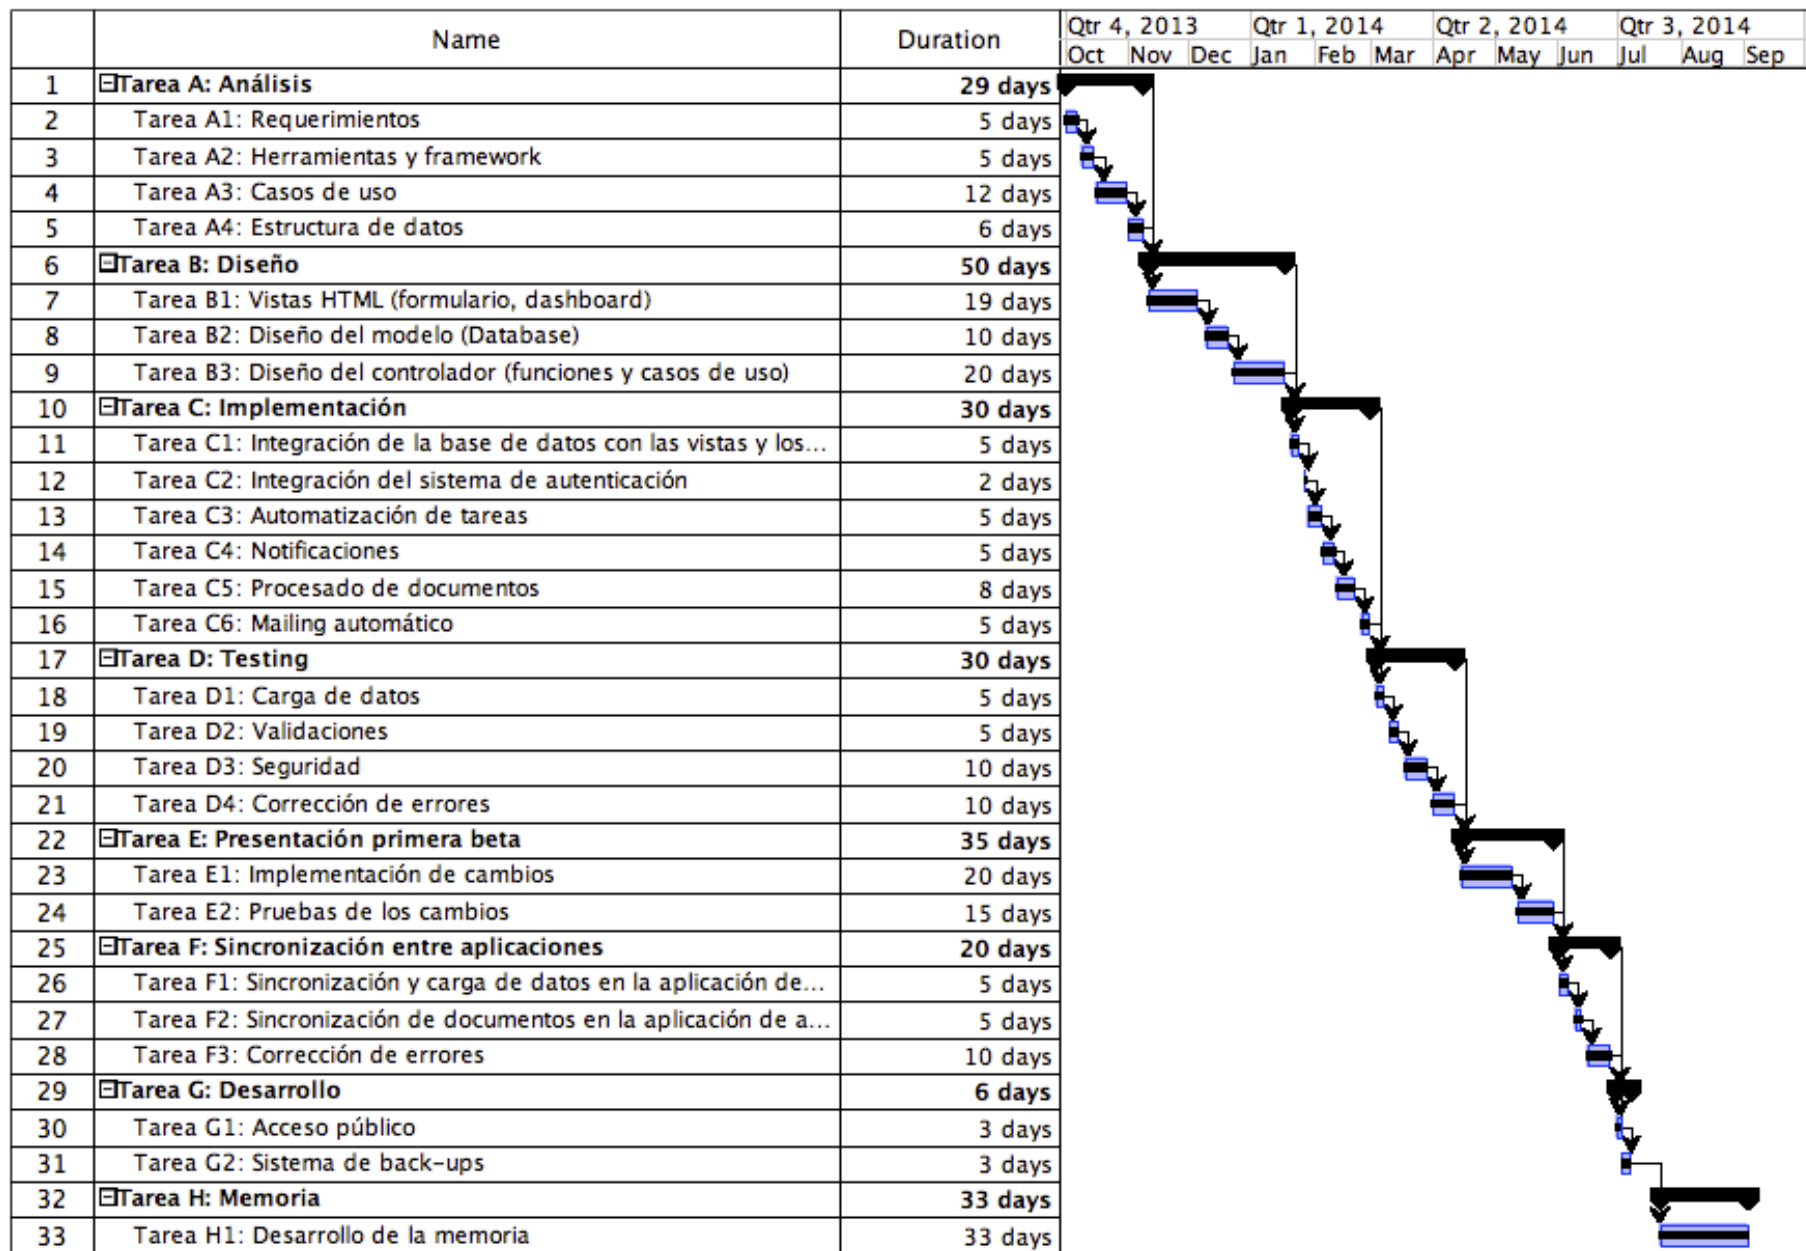 Name Duration Qtr 4, 2013 Qtr 1, 2014 Qtr 2, 2014 Qtr 3, 2014
Oct Nov Dec Jan Feb Mar Apr May Jun Jul Aug Sep
1 Tarea A: Análisis 29 days
2 Tarea A1: Requerimientos 5 days
3 Tarea A2: Herramientas y framework 5 days
4 Tarea A3: Casos de uso 12 days
5 Tarea A4: Estructura de datos 6 days
6 Tarea B: Diseño 50 days
7 Tarea B1: Vistas HTML (formulario, dashboard) 19 days
8 Tarea B2: Diseño del modelo (Database) 10 days
9 Tarea B3: Diseño del controlador (funciones y casos de uso) 20 days
10 Tarea C: Implementación 30 days
11 Tarea C1: Integración de la base de datos con las vistas y los... 5 days
12 Tarea C2: Integración del sistema de autenticación 2 days
13 Tarea C3: Automatización de tareas 5 days
14 Tarea C4: Notificaciones 5 days
15 Tarea C5: Procesado de documentos 8 days
16 Tarea C6: Mailing automático 5 days
17 Tarea D: Testing 30 days
18 Tarea D1: Carga de datos 5 days
19 Tarea D2: Validaciones 5 days
20 Tarea D3: Seguridad 10 days
21 Tarea D4: Corrección de errores 10 days
22 Tarea E: Presentación primera beta 35 days
23 Tarea E1: Implementación de cambios 20 days
24 Tarea E2: Pruebas de los cambios 15 days
25 Tarea F: Sincronización entre aplicaciones 20 days
26 Tarea F1: Sincronización y carga de datos en la aplicación de... 5 days
27 Tarea F2: Sincronización de documentos en la aplicación de a... 5 days
28 Tarea F3: Corrección de errores 10 days
29 Tarea G: Desarrollo 6 days
30 Tarea G1: Acceso público 3 days
31 Tarea G2: Sistema de back-ups 3 days
32 Tarea H: Memoria 33 days
33 Tarea H1: Desarrollo de la memoria 33 days